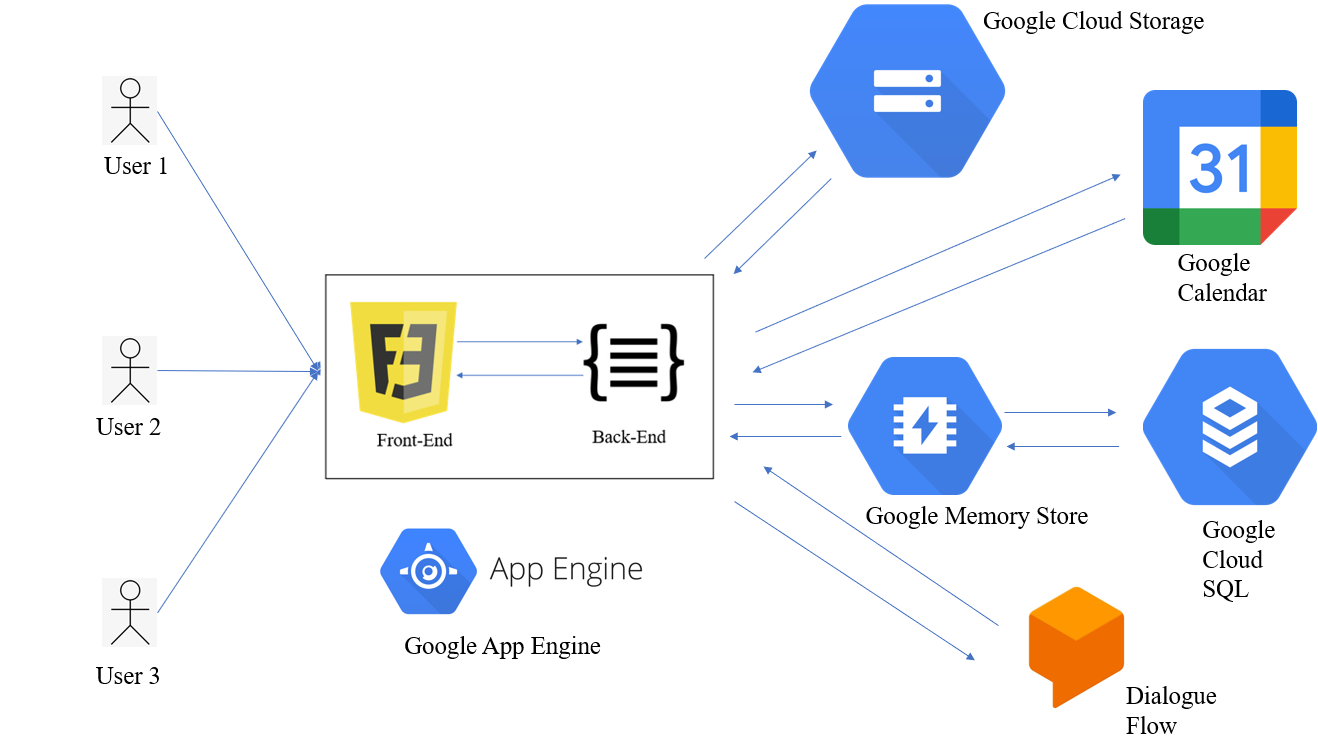 Google Cloud Storage
User 1
31
Google
Calendar
User 2
Front-End
Back-End
Google Memory Store
Google
Cloud
SQL
App Engine
Google App Engine
User 3
Dialogue
Flow